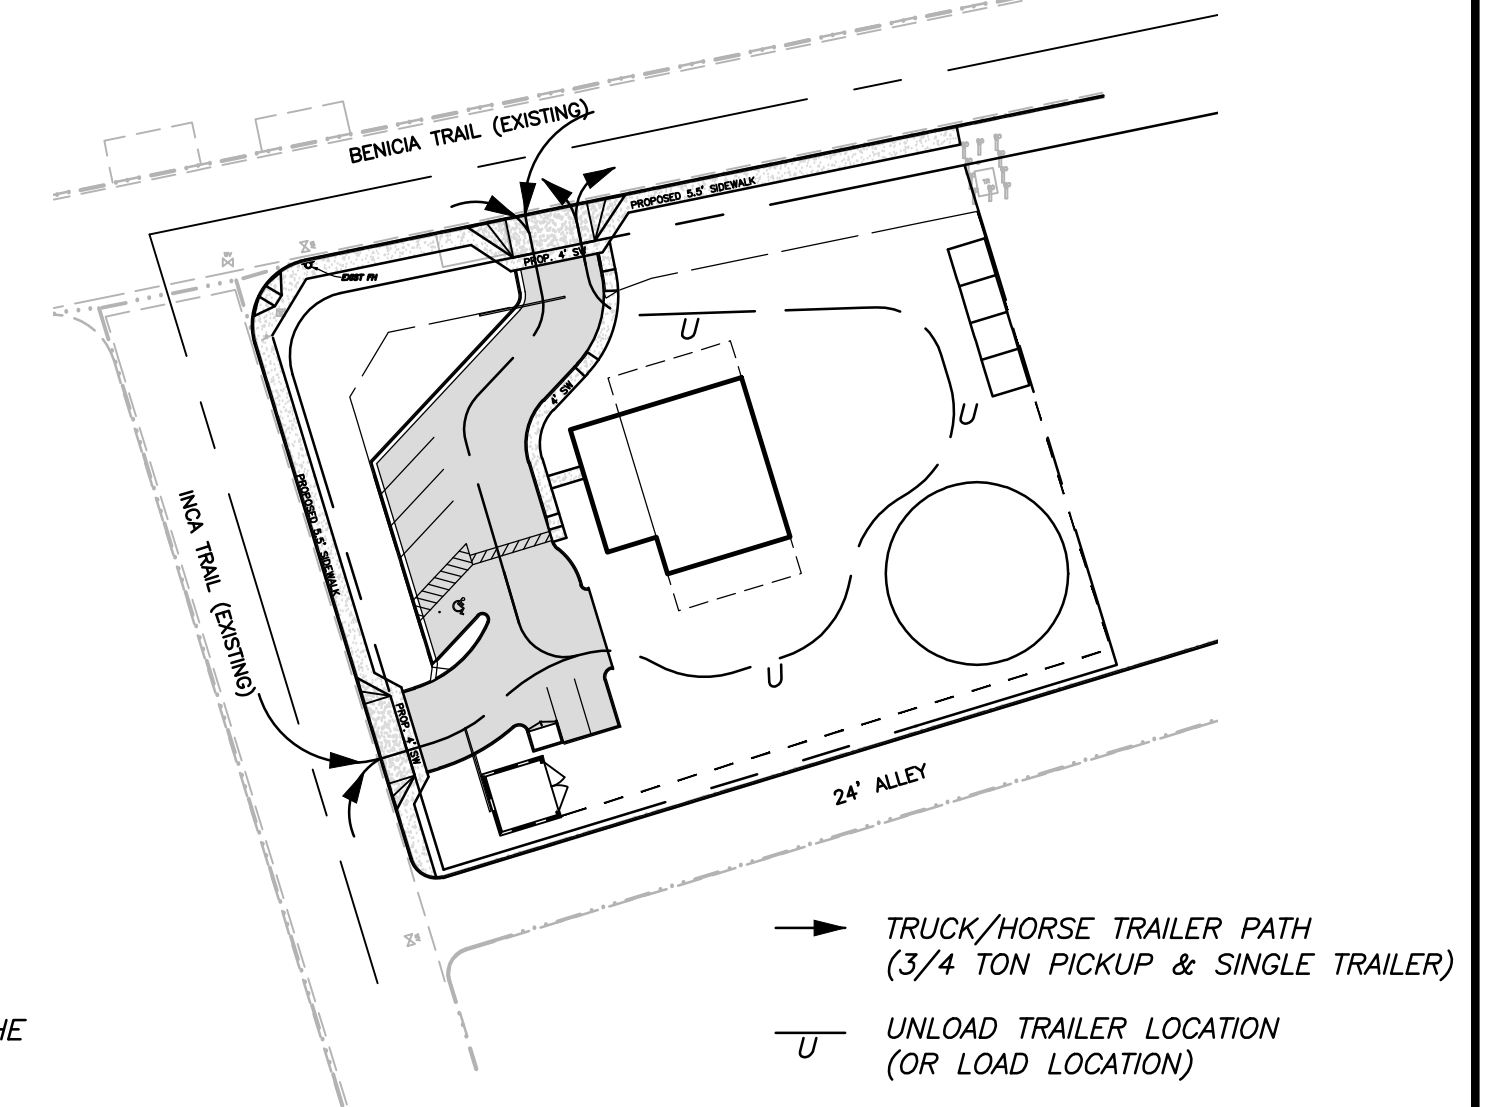 BENICIA TRAIL (EXISTING)
PROPOSED 5.5' SIDEWALK
PROP. 4' SW
EXIST FH
4' SW
PROPOSED 5.5' SIDEWALK
INCA TRAIL (EXISTING)
PROP. 4' SW
U
U
U
24' ALLEY
TRUCK/HORSE TRAILER PATH
(3/4 TON PICKUP & SINGLE TRAILER)
HE
U
UNLOAD TRAILER LOCATION
(OR LOAD LOCATION)